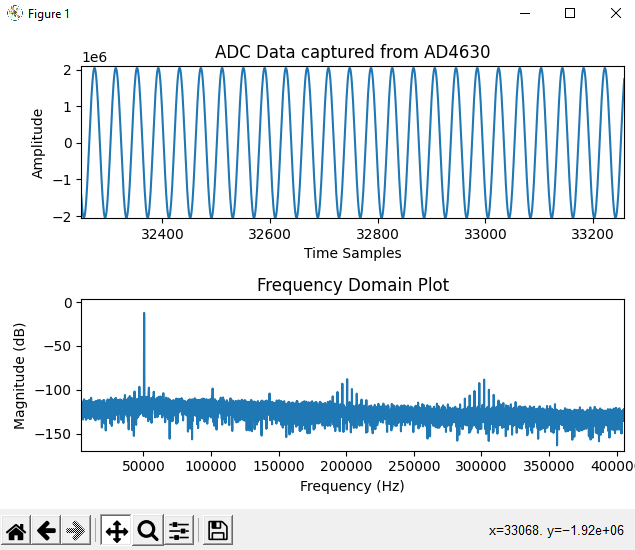 Figure 1
ADC Data captured from AD4630
1e6
2
1
0
−1
−2
Amplitude
32400 32600 32800 33000 33200
Time Samples
Frequency Domain Plot
0
−50
−100
−150
Magnitude (dB)
50000 100000 150000 200000 250000 300000 350000 400000
Frequency (Hz)
x=33068. y=−1.92e+06